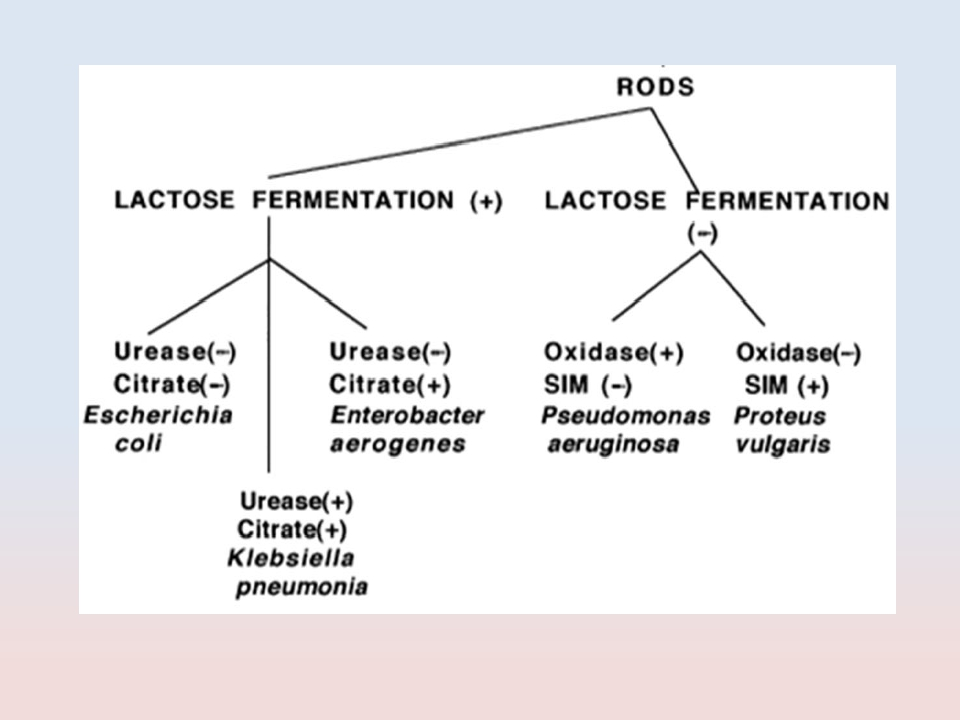 RODS
LACTOSE FERMENTATION (+)
LACTOSE FERMENTATION
(-)
Urease(-)
Citrate(-)
Escherichia
coli
Urease(-)
Citrate(+)
Enterobacter
aerogenes
Urease(+)
Citrate(+)
Klebsiella
pneumonia
Oxidase(+)
SIM (-)
Pseudomonas
aeruginosa
Oxidase(-)
SIM (+)
Proteus
vulgaris